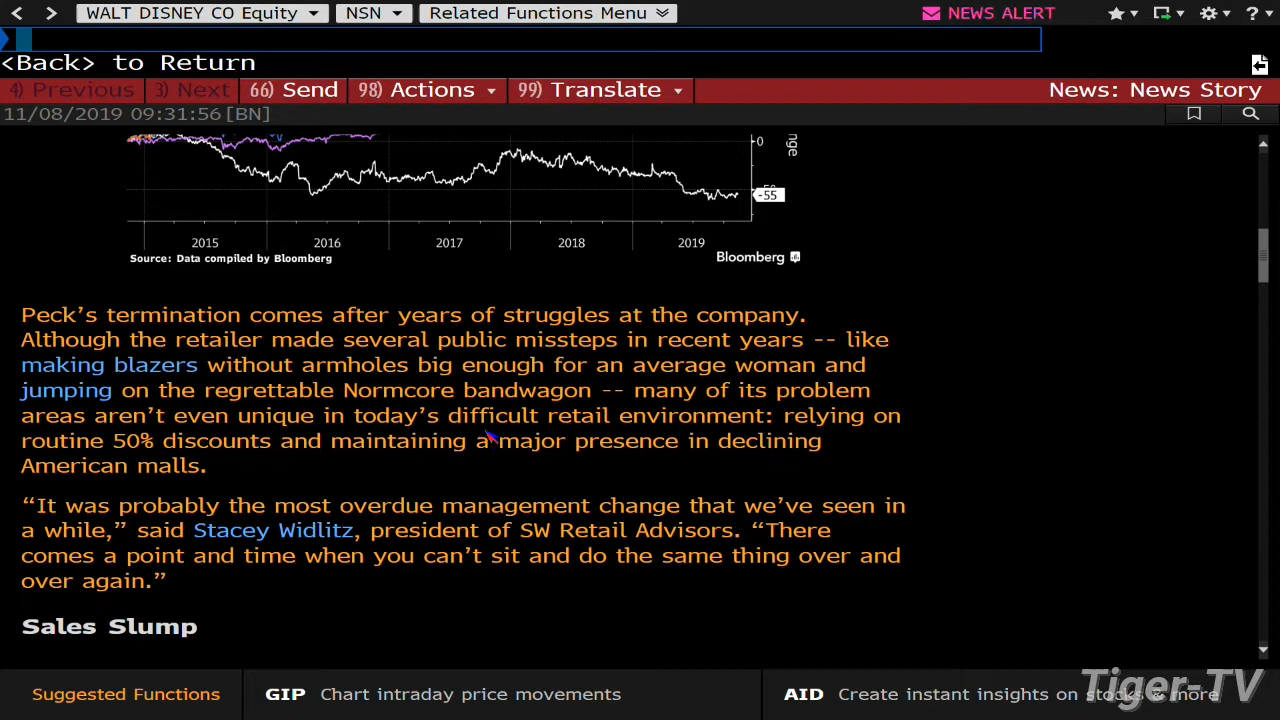 WALT DISNEY CO Equity NSN Related Functions Menu NEWS ALERT
<Back> to Return
4) Previous 3) Next 66) Send 98) Actions 99) Translate News: News Story
11/08/2019 09:31:56 [BN]
0
nge
-55
2015 2016 2017 2018 2019
Source: Data compiled by Bloomberg Bloomberg
Peck’s termination comes after years of struggles at the company.
Although the retailer made several public missteps in recent years -- like
making blazers without armholes big enough for an average woman and
jumping on the regrettable Normcore bandwagon -- many of its problem
areas aren’t even unique in today’s difficult retail environment: relying on
routine 50% discounts and maintaining a major presence in declining
American malls.
“It was probably the most overdue management change that we’ve seen in
a while,” said Stacey Widlitz, president of SW Retail Advisors. “There
comes a point and time when you can’t sit and do the same thing over and
over again.”
Sales Slump
Suggested Functions GIP Chart intraday price movements AID Create instant insights on stocks & more
Tiger-TV